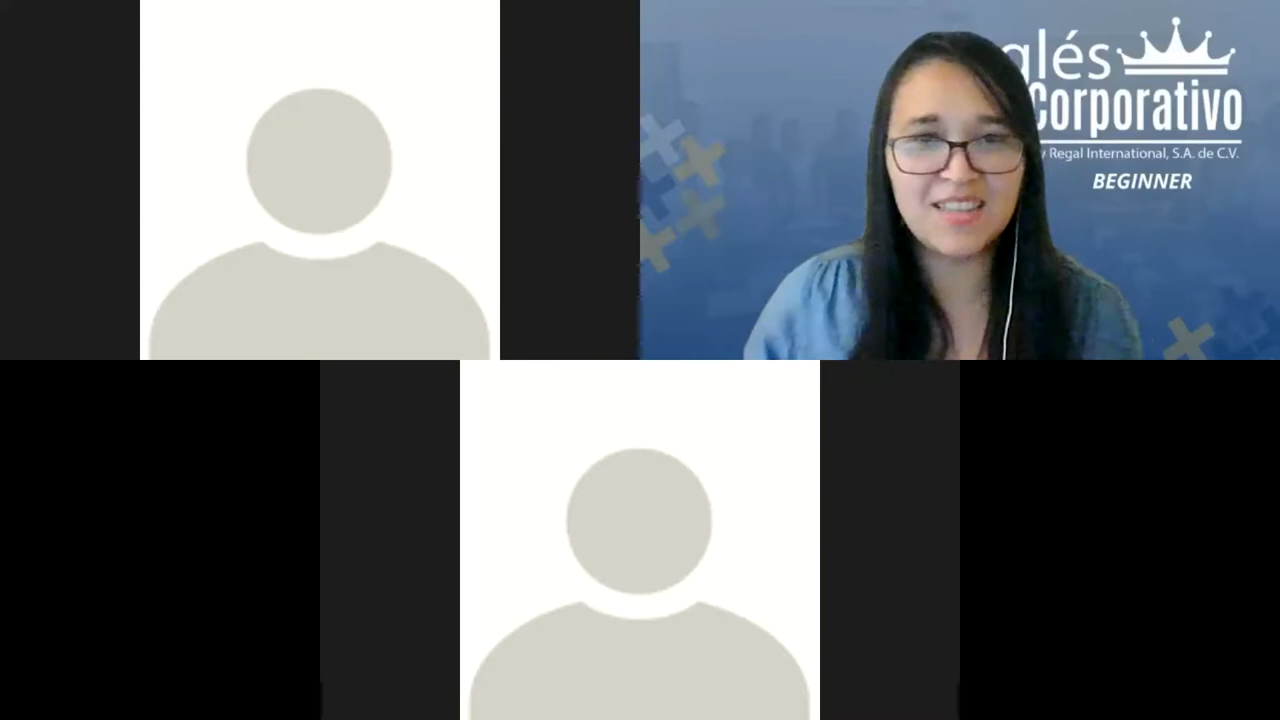 glés
Corporativo
y Regal International, S.A. de C.V.
BEGINNER